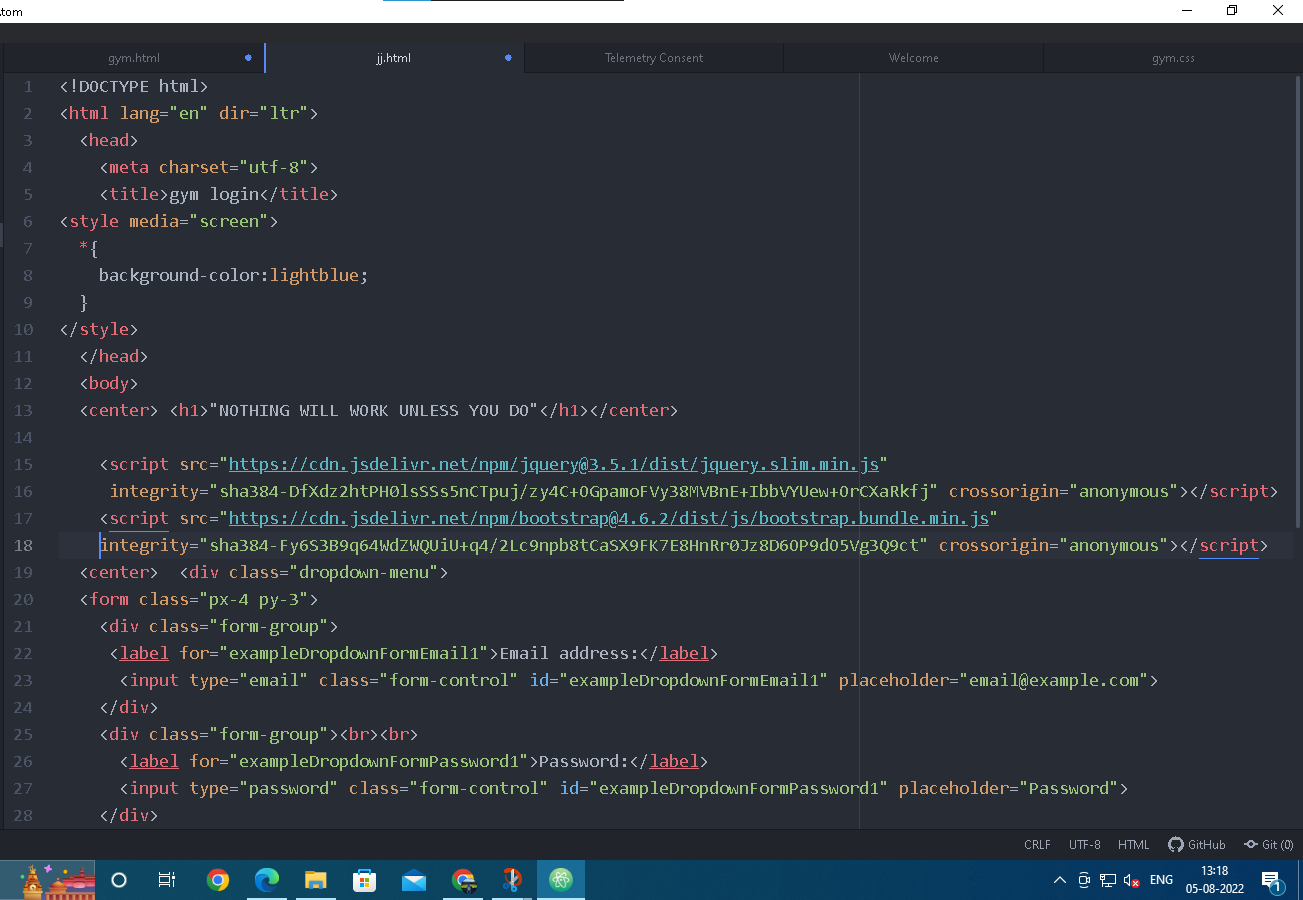 tom
gym.html
jj.html
Telemetry Consent
Welcome
gym.css
1 <!DOCTYPE html>
2 <html lang="en" dir="ltr">
3 <head>
4 <meta charset="utf-8">
5 <title>gym login</title>
6 <style media="screen">
7 *{
8 background-color:lightblue;
9 }
10 </style>
11 </head>
12 <body>
13 <center> <h1>"NOTHING WILL WORK UNLESS YOU DO"</h1></center>
14
15 <script src="https://cdn.jsdelivr.net/npm/jquery@3.5.1/dist/jquery.slim.min.js"
16 integrity="sha384-DfXdz2htPH0lsSSs5nCTpuj/zy4C+OGpamoFVy38MVBnE+IbbVYUew+OrCXaRkfj" crossorigin="anonymous"></script>
17 <script src="https://cdn.jsdelivr.net/npm/bootstrap@4.6.2/dist/js/bootstrap.bundle.min.js"
18 integrity="sha384-Fy6S3B9q64WdZWQUiU+q4/2Lc9npb8tCaSX9FK7E8HnRr0Jz8D6OP9dO5Vg3Q9ct" crossorigin="anonymous"></script>
19 <center> <div class="dropdown-menu">
20 <form class="px-4 py-3">
21 <div class="form-group">
22 <label for="exampleDropdownFormEmail1">Email address:</label>
23 <input type="email" class="form-control" id="exampleDropdownFormEmail1" placeholder="email@example.com">
24 </div>
25 <div class="form-group"><br><br>
26 <label for="exampleDropdownFormPassword1">Password:</label>
27 <input type="password" class="form-control" id="exampleDropdownFormPassword1" placeholder="Password">
28 </div>
CRLF UTF-8 HTML GitHub Git (0)
ENG
13:18
05-08-2022
1